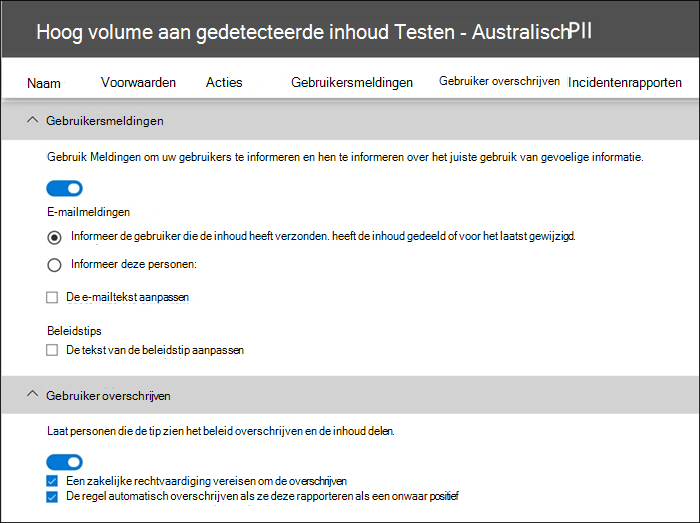 Hoog volume aan gedetecteerde inhoud Testen - Australisch PII
Naam Voorwaarden Acties Gebruikersmeldingen Gebruiker overschrijven Incidentenrapporten
Gebruikersmeldingen
Gebruik Meldingen om uw gebruikers te informeren en hen te informeren over het juiste gebruik van gevoelige informatie.
E-mailmeldingen
Informeer de gebruiker die de inhoud heeft verzonden. heeft de inhoud gedeeld of voor het laatst gewijzigd.
Informeer deze personen:
De e-mailtekst aanpassen
Beleidstips
De tekst van de beleidstip aanpassen
Gebruiker overschrijven
Laat personen die de tip zien het beleid overschrijven en de inhoud delen.
Een zakelijke rechtvaardiging vereisen om de overschrijven
De regel automatisch overschrijven als ze deze rapporteren als een onwaar positief